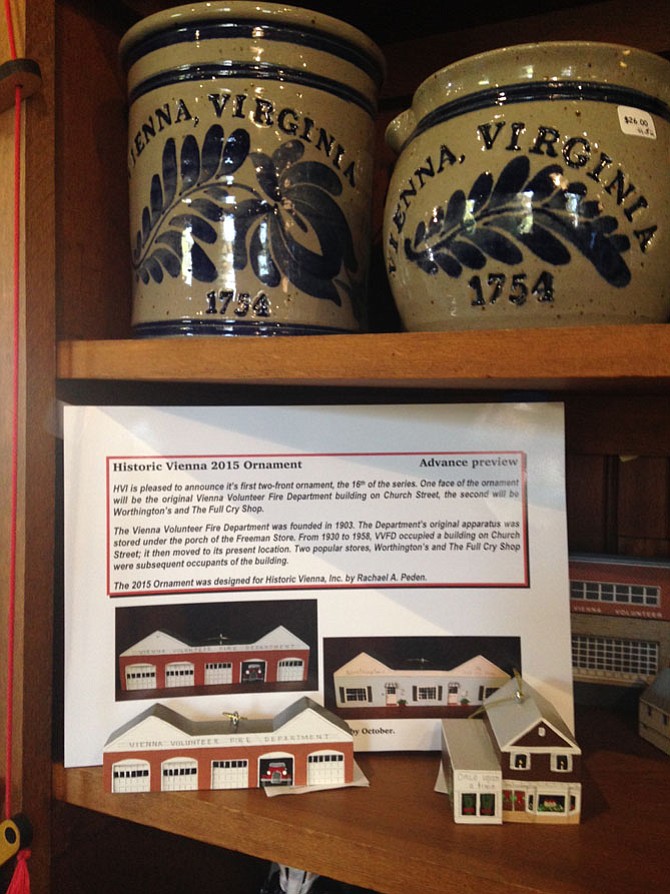 VIENNA, VIRGINIA
1754
VIENNA, VIRGINIA
1754
$26.00
Historic Vienna 2015 Ornament Advance preview
HVI is pleased to announce it's first two-front ornament, the 16th of the series. One face of the ornament
will be the original Vienna Volunteer Fire Department building on Church Street, the second will be
Worthington's and The Full Cry Shop.
The Vienna Volunteer Fire Department was founded in 1903. The Department's original apparatus was
stored under the porch of the Freeman Store. From 1930 to 1958, VVFD occupied a building on Church
Street; it then moved to its present location. Two popular stores, Worthington's and The Full Cry Shop
were subsequent occupants of the building.
The 2015 Ornament was designed for Historic Vienna, Inc. by Rachael A. Peden.
VIENNA VOLUNTEER FIRE DEPARTMENT
by October.
VIENNA VOLUNTEER FIRE DEPARTMENT
VIENNA VOLUNTEER